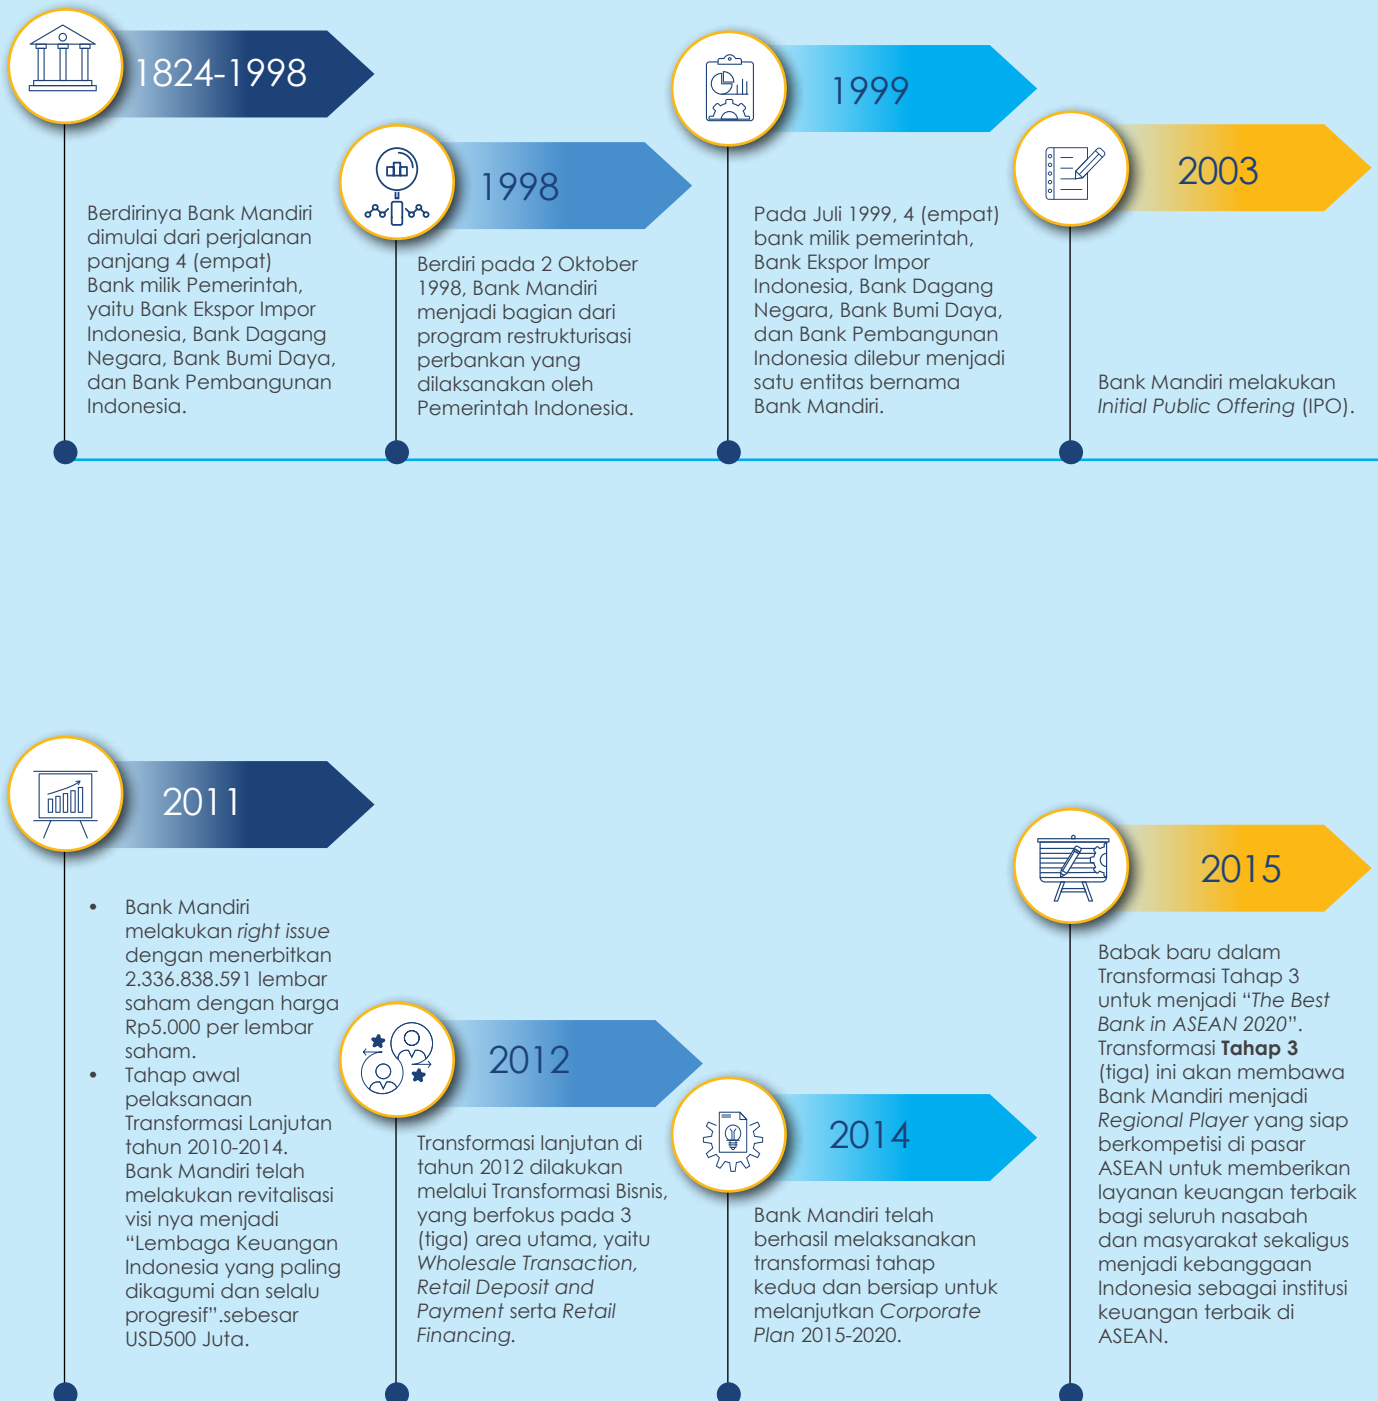 1824-1998
Berdirinya Bank Mandiri
dimulai dari perjalanan
panjang 4 (empat)
Bank milik Pemerintah,
yaitu Bank Ekspor Impor
Indonesia, Bank Dagang
Negara, Bank Bumi Daya,
dan Bank Pembangunan
Indonesia.
1998
Berdiri pada 2 Oktober
1998, Bank Mandiri
menjadi bagian dari
program restrukturisasi
perbankan yang
dilaksanakan oleh
Pemerintah Indonesia.
1999
Pada Juli 1999, 4 (empat)
bank milik pemerintah,
Bank Ekspor Impor
Indonesia, Bank Dagang
Negara, Bank Bumi Daya,
dan Bank Pembangunan
Indonesia dilebur menjadi
satu entitas bernama
Bank Mandiri.
2003
Bank Mandiri melakukan
Initial Public Offering (IPO).
2011
• Bank Mandiri
melakukan right issue
dengan menerbitkan
2.336.838.591 lembar
saham dengan harga
Rp5.000 per lembar
saham.
• Tahap awal
pelaksanaan
Transformasi Lanjutan
tahun 2010-2014.
Bank Mandiri telah
melakukan revitalisasi
visi nya menjadi
“Lembaga Keuangan
Indonesia yang paling
dikagumi dan selalu
progresif”.sebesar
USD500 Juta.
2012
Transformasi lanjutan di
tahun 2012 dilakukan
melalui Transformasi Bisnis,
yang berfokus pada 3
(tiga) area utama, yaitu
Wholesale Transaction,
Retail Deposit and
Payment serta Retail
Financing.
2014
Bank Mandiri telah
berhasil melaksanakan
transformasi tahap
kedua dan bersiap untuk
melanjutkan Corporate
Plan 2015-2020.
2015
Babak baru dalam
Transformasi Tahap 3
untuk menjadi “The Best
Bank in ASEAN 2020”.
Transformasi Tahap 3
(tiga) ini akan membawa
Bank Mandiri menjadi
Regional Player yang siap
berkompetisi di pasar
ASEAN untuk memberikan
layanan keuangan terbaik
bagi seluruh nasabah
dan masyarakat sekaligus
menjadi kebanggaan
Indonesia sebagai institusi
keuangan terbaik di
ASEAN.